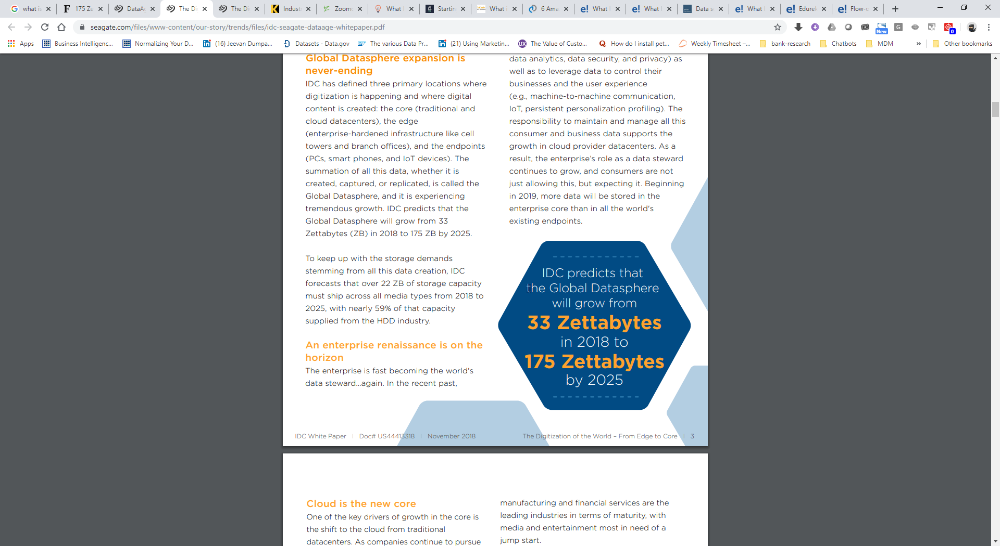 what is
175 Ze
DataA
The Di
The Di
Indust
Zoom
What I
Startin
What i
6 Ama
What I
What I
Data s
What I
Edurek
Flow-c
seagate.com/files/www-content/our-story/trends/files/idc-seagate-dataage-whitepaper.pdf
New
0
Apps
Business Intelligenc...
Normalizing Your D...
(16) Jeevan Dumpa...
Datasets - Data.gov
The various Data Pr...
(21) Using Marketin...
The Value of Custo...
How do I install pet...
Weekly Timesheet –...
bank-research
Chatbots
MDM
»
Other bookmarks
Global Datasphere expansion is
never-ending
IDC has defined three primary locations where
digitization is happening and where digital
content is created: the core (traditional and
cloud datacenters), the edge
(enterprise-hardened infrastructure like cell
towers and branch offices), and the endpoints
(PCs, smart phones, and IoT devices). The
summation of all this data, whether it is
created, captured, or replicated, is called the
Global Datasphere, and it is experiencing
tremendous growth. IDC predicts that the
Global Datasphere will grow from 33
Zettabytes (ZB) in 2018 to 175 ZB by 2025.
To keep up with the storage demands
stemming from all this data creation, IDC
forecasts that over 22 ZB of storage capacity
must ship across all media types from 2018 to
2025, with nearly 59% of that capacity
supplied from the HDD industry.
An enterprise renaissance is on the
horizon
The enterprise is fast becoming the world's
data steward...again. In the recent past,
data analytics, data security, and privacy) as
well as to leverage data to control their
businesses and the user experience
(e.g., machine-to-machine communication,
IoT, persistent personalization profiling). The
responsibility to maintain and manage all this
consumer and business data supports the
growth in cloud provider datacenters. As a
result, the enterprise's role as a data steward
continues to grow, and consumers are not
just allowing this, but expecting it. Beginning
in 2019, more data will be stored in the
enterprise core than in all the world's
existing endpoints.
IDC predicts that
the Global Datasphere
will grow from
33 Zettabytes
in 2018 to
175 Zettabytes
by 2025
IDC White Paper | Doc# US44413318 | November 2018
The Digitization of the World – From Edge to Core | 3
Cloud is the new core
One of the key drivers of growth in the core is
the shift to the cloud from traditional
datacenters. As companies continue to pursue
manufacturing and financial services are the
leading industries in terms of maturity, with
media and entertainment most in need of a
jump start.